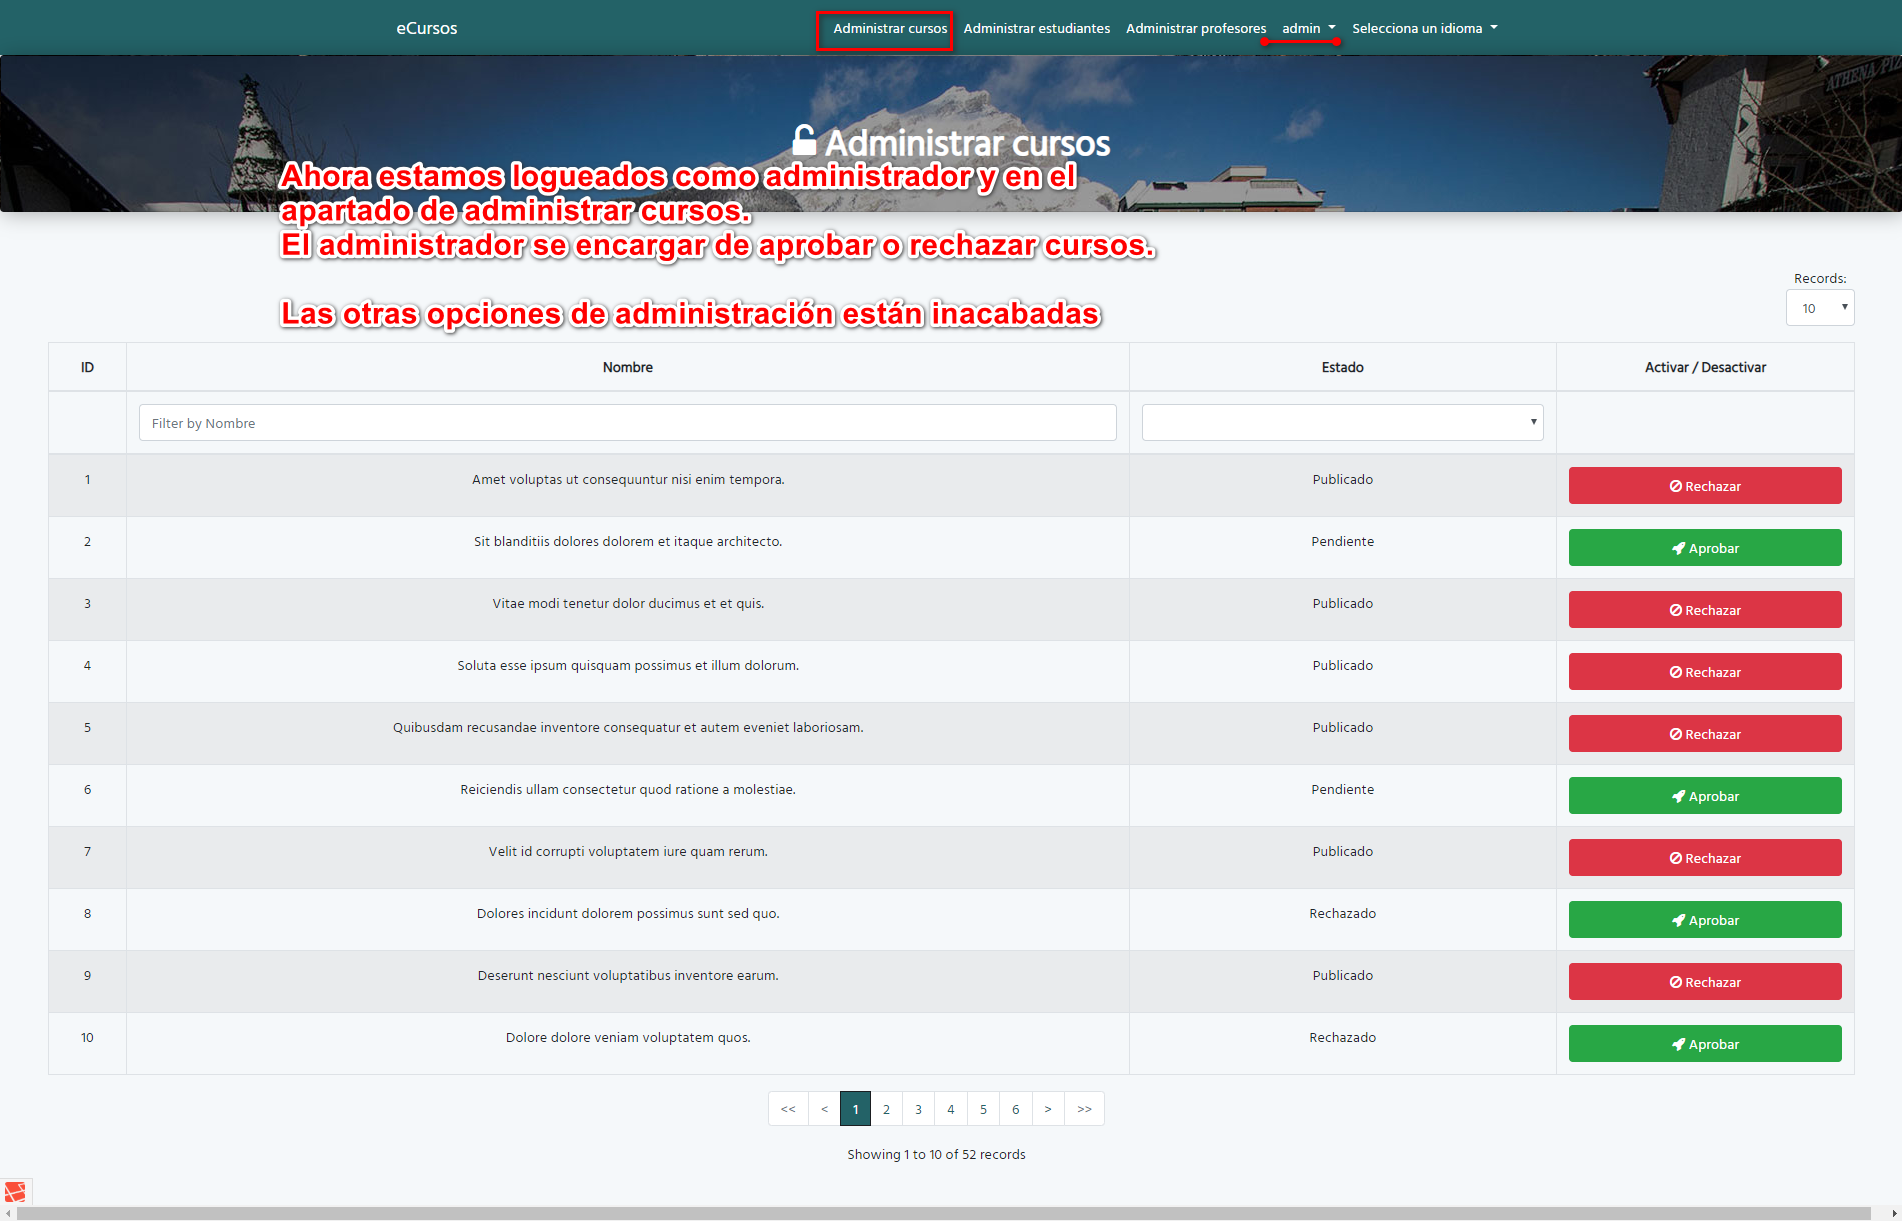 eCursos
Administrar cursos
Administrar estudiantes
Administrar profesores
admin
Selecciona un idioma
ATHENA PIZ
Administrar cursos
Ahora estamos logueados como administrador y en el
apartado de administrar cursos.
El administrador se encargar de aprobar o rechazar cursos.
Las otras opciones de administración están inacabadas
Records:
10
ID Nombre Estado Activar / Desactivar
Filter by Nombre
1 Amet voluptas ut consequuntur nisi enim tempora. Publicado Rechazar
2 Sit blanditiis dolores dolorem et itaque architecto. Pendiente Aprobar
3 Vitae modi tenetur dolor ducimus et et quis. Publicado Rechazar
4 Soluta esse ipsum quisquam possimus et illum dolorum. Publicado Rechazar
5 Quibusdam recusandae inventore consequatur et autem eveniet laboriosam. Publicado Rechazar
6 Reiciendis ullam consectetur quod ratione a molestiae. Pendiente Aprobar
7 Velit id corrupti voluptatem iure quam rerum. Publicado Rechazar
8 Dolores incidunt dolorem possimus sunt sed quo. Rechazado Aprobar
9 Deserunt nesciunt voluptatibus inventore earum. Publicado Rechazar
10 Dolore dolore veniam voluptatem quos. Rechazado Aprobar
<< < 1 2 3 4 5 6 > >>
Showing 1 to 10 of 52 records